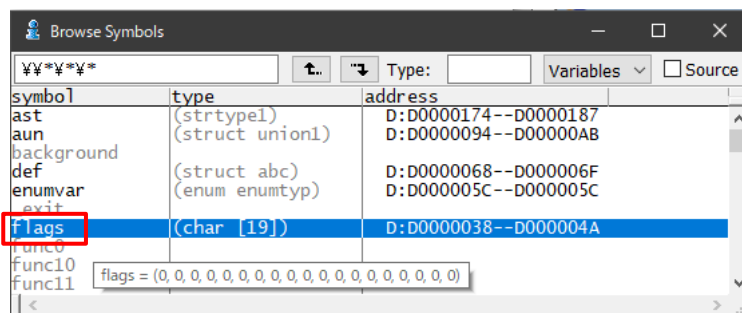 Browse Symbols
¥¥*¥*¥* Type: Variables Source
symbol type address
ast (strtype1) D:D0000174--D0000187
aun (struct union1) D:D0000094--D00000AB
background
def (struct abc) D:D0000068--D000006F
enumvar (enum enumtyp) D:D000005C--D000005C
exit
flags (char [19]) D:D0000038--D000004A
func0
func10
func11
flags = (0, 0, 0, 0, 0, 0, 0, 0, 0, 0, 0, 0, 0, 0, 0, 0, 0, 0, 0)